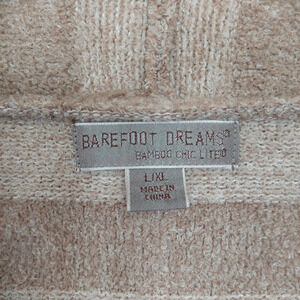 BAREFOOT DREAMS®
BAMBOO CHIC LITE®
L/XL
MADE IN
CHINA